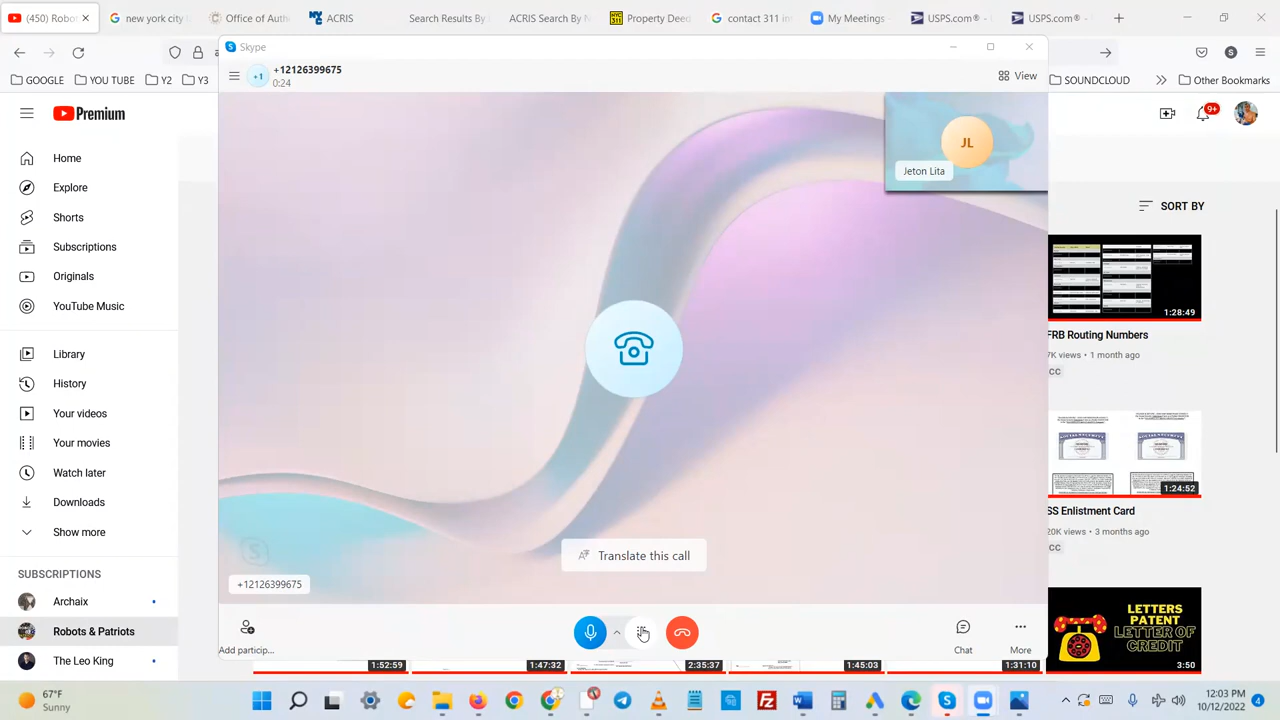 (450) Robo
new york city
Office of Auth
ACRIS
Search Results By
ACRIS Search By
Property Deed
contact 311 in
My Meetings
USPS.com®
USPS.com®
GOOGLE
YOU TUBE
Y2
Y3
SOUNDCLOUD
Other Bookmarks
Skype
+1
+12126399675
0:24
View
Premium
9+
JL
Jeton Lita
Home
Explore
Shorts
Subscriptions
Originals
YouTube Music
Library
History
Your videos
Your movies
Watch later
Downloads
Show more
SUBSCRIPTIONS
Archaix
Robots & Patriots
The Leo King
SORT BY
1:28:49
FRB Routing Numbers
7K views • 1 month ago
CC
1:24:52
SS Enlistment Card
20K views • 3 months ago
CC
LETTERS
PATENT
LETTER OF
CREDIT
3:50
Translate this call
+12126399675
Add particip...
Chat
More
1:52:59
1:47:32
2:35:37
67°F
Sunny
12:03 PM
10/12/2022